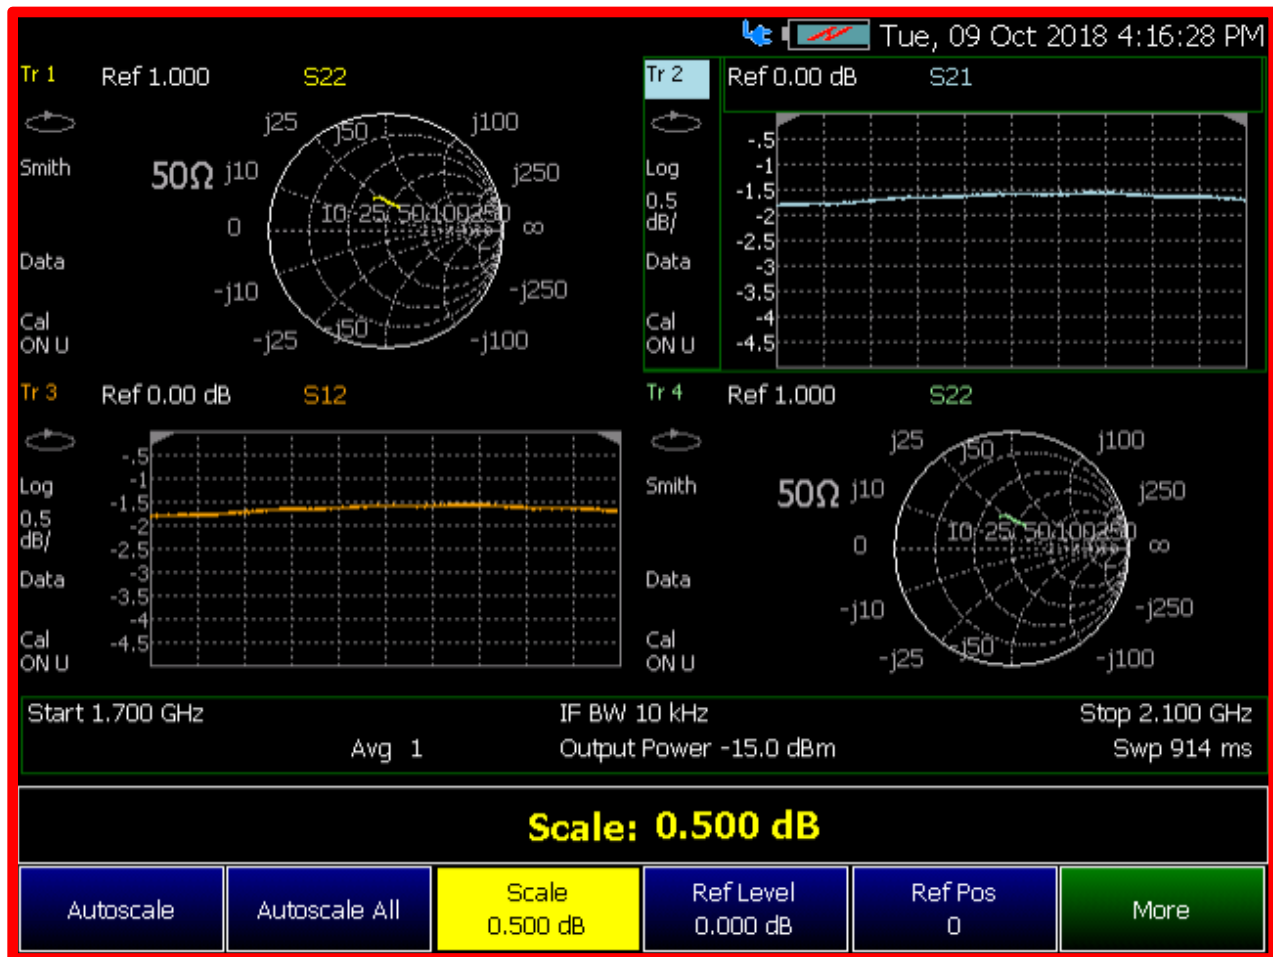 Tue, 09 Oct 2018 4:16:28 PM
Tr 1 Ref 1.000 S22
Smith
Data
Cal
ON U
50Ω
j25 j50 j100
j10 j250
0 10 25 50 100 250 ∞
-j10 -j250
-j25 -j50 -j100
Tr 2 Ref 0.00 dB S21
Log
0.5
dB/
Data
Cal
ON U
-.5
-1
-1.5
-2
-2.5
-3
-3.5
-4
-4.5
Tr 3 Ref 0.00 dB S12
Log
0.5
dB/
Data
Cal
ON U
-.5
-1
-1.5
-2
-2.5
-3
-3.5
-4
-4.5
Tr 4 Ref 1.000 S22
Smith
Data
Cal
ON U
50Ω
j25 j50 j100
j10 j250
0 10 25 50 100 250 ∞
-j10 -j250
-j25 -j50 -j100
Start 1.700 GHz IF BW 10 kHz Stop 2.100 GHz
Avg 1 Output Power -15.0 dBm Swp 914 ms
Scale: 0.500 dB
Autoscale
Autoscale All
Scale
0.500 dB
Ref Level
0.000 dB
Ref Pos
0
More